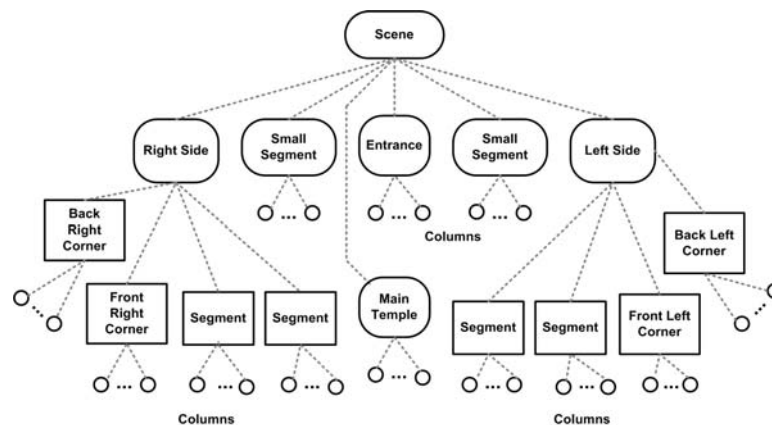 Scene
Right Side
Small
Segment
Entrance
Small
Segment
Left Side
Back
Right
Corner
...
...
...
Back Left
Corner
Columns
...
Front
Right
Corner
Segment
Segment
Main
Temple
Segment
Segment
Front Left
Corner
...
...
...
...
...
...
...
...
Columns
Columns